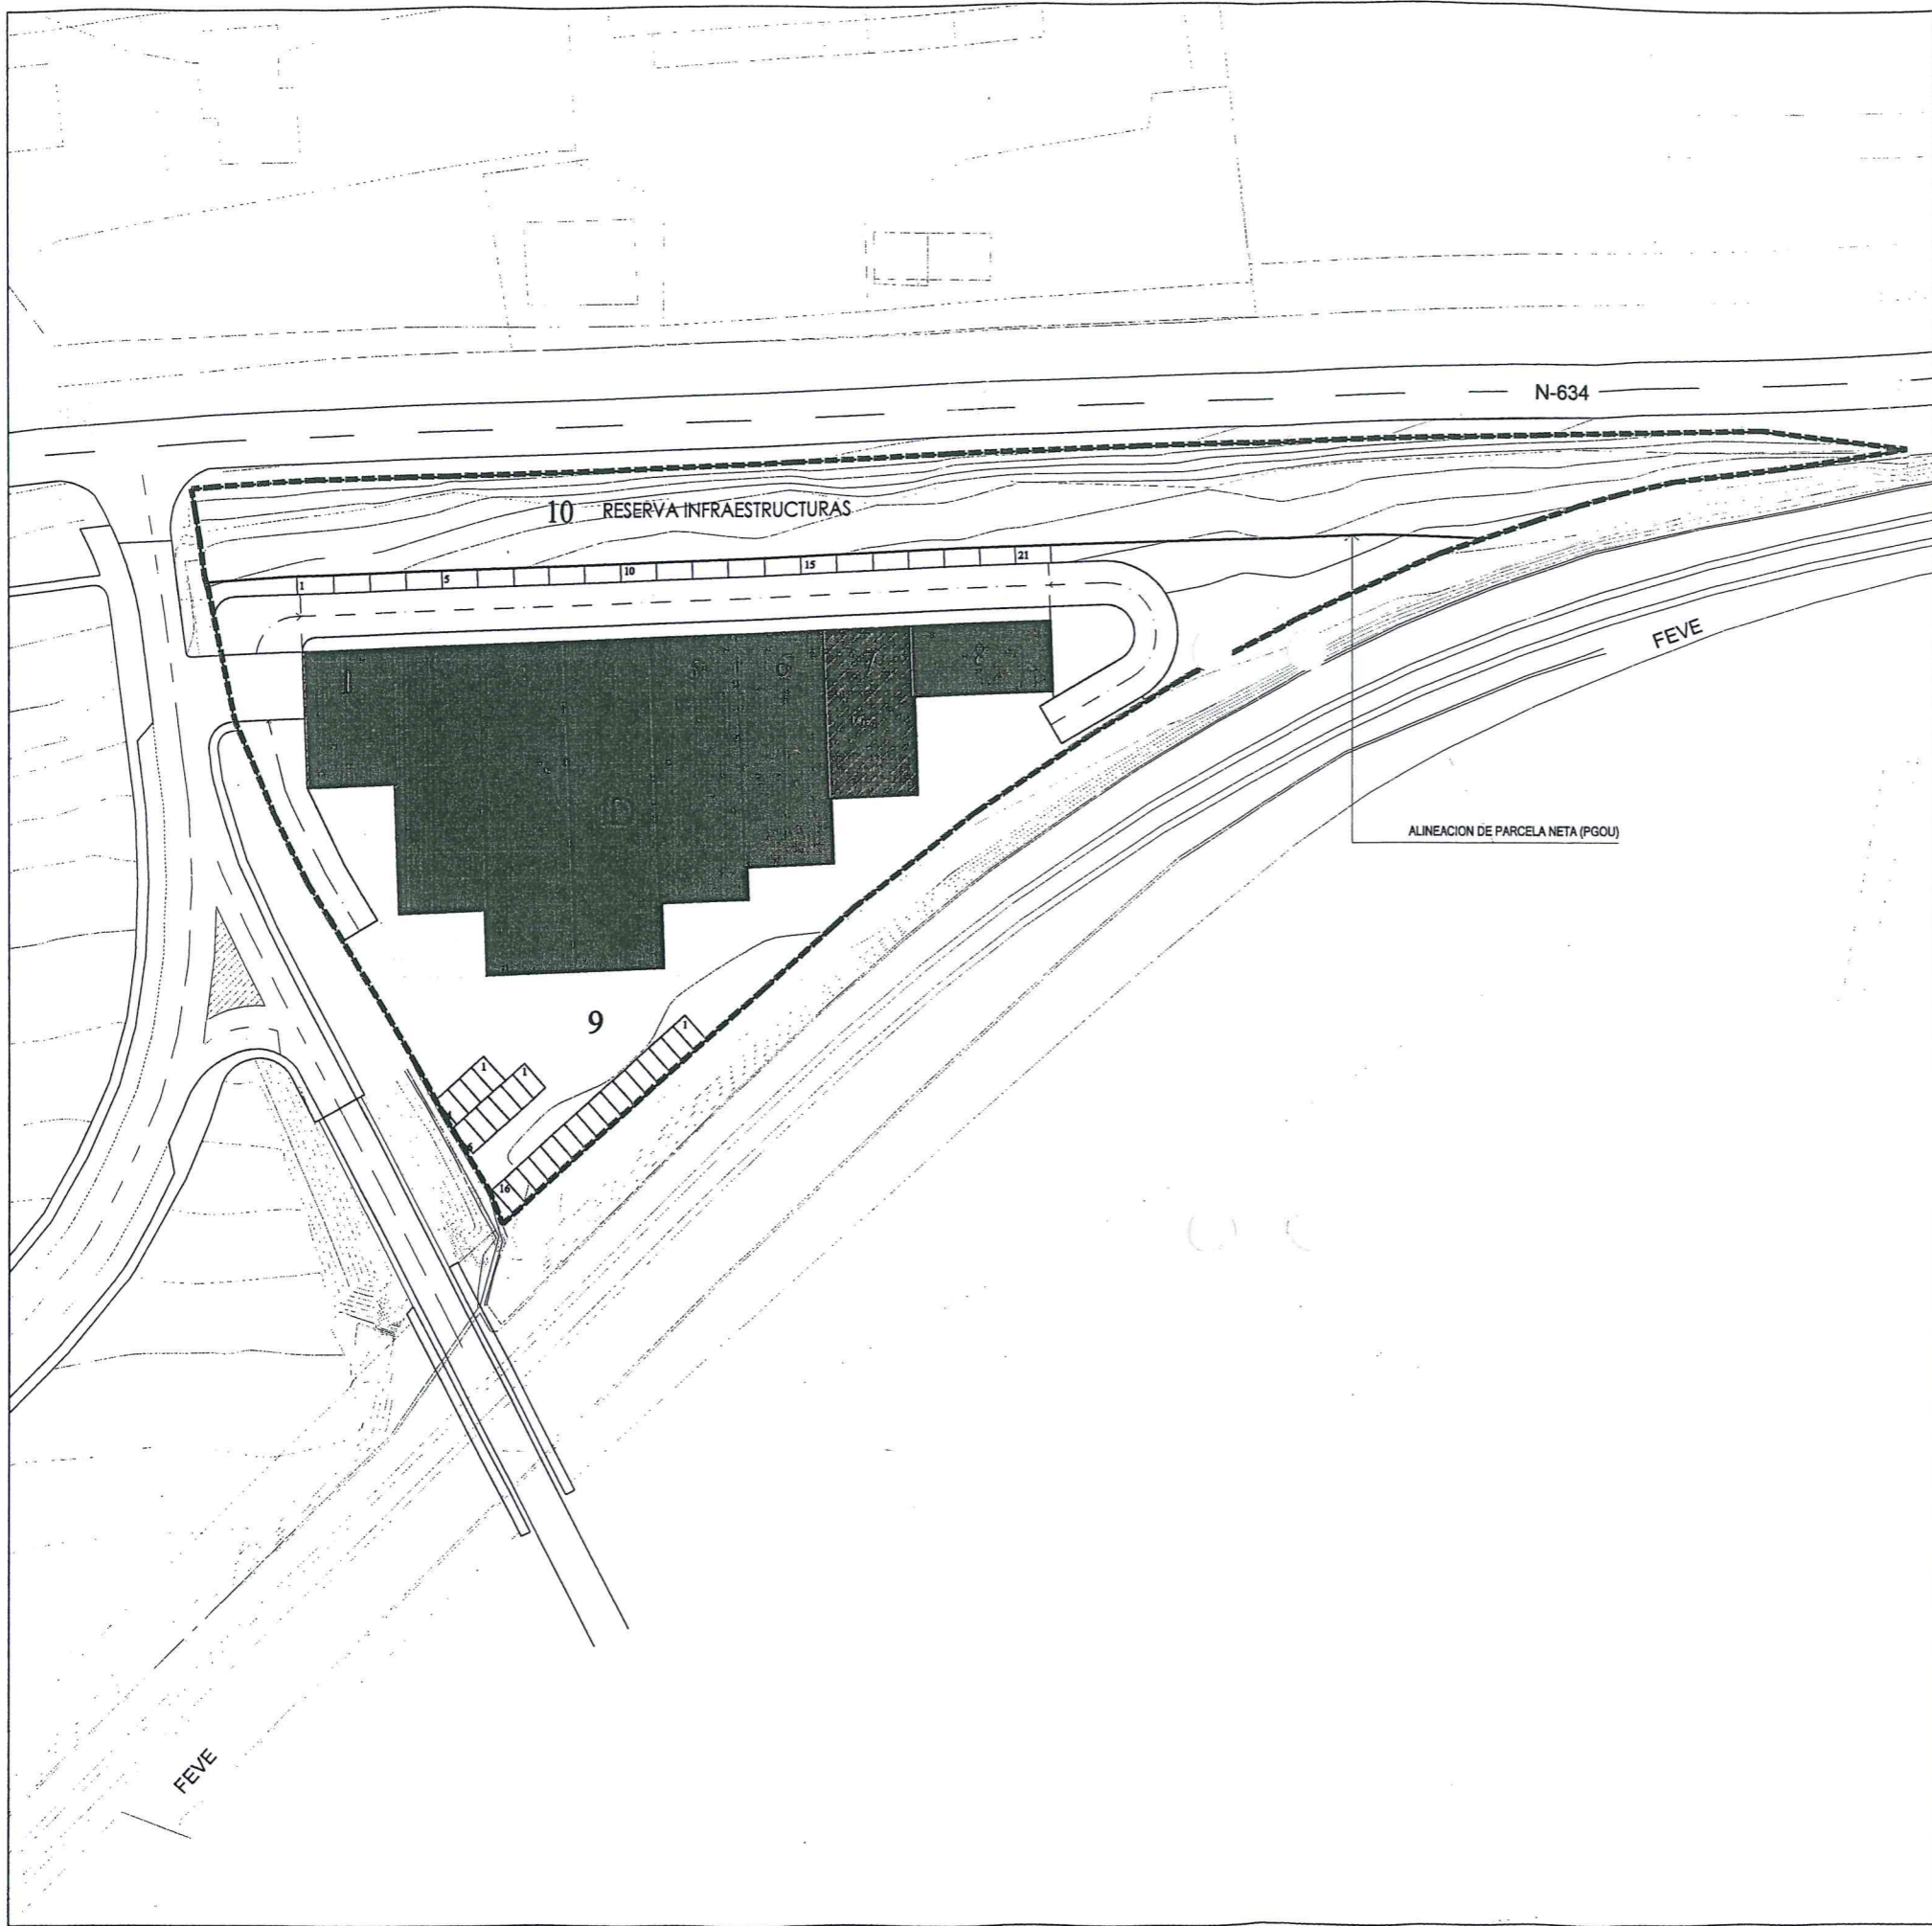 N-634
10 RESERVA INFRAESTRUCTURAS
1 5 10 15 21
FEVE
1 6 7 8
ALINEACION DE PARCELA NETA (PGOU)
9
1
1
1
16
FEVE